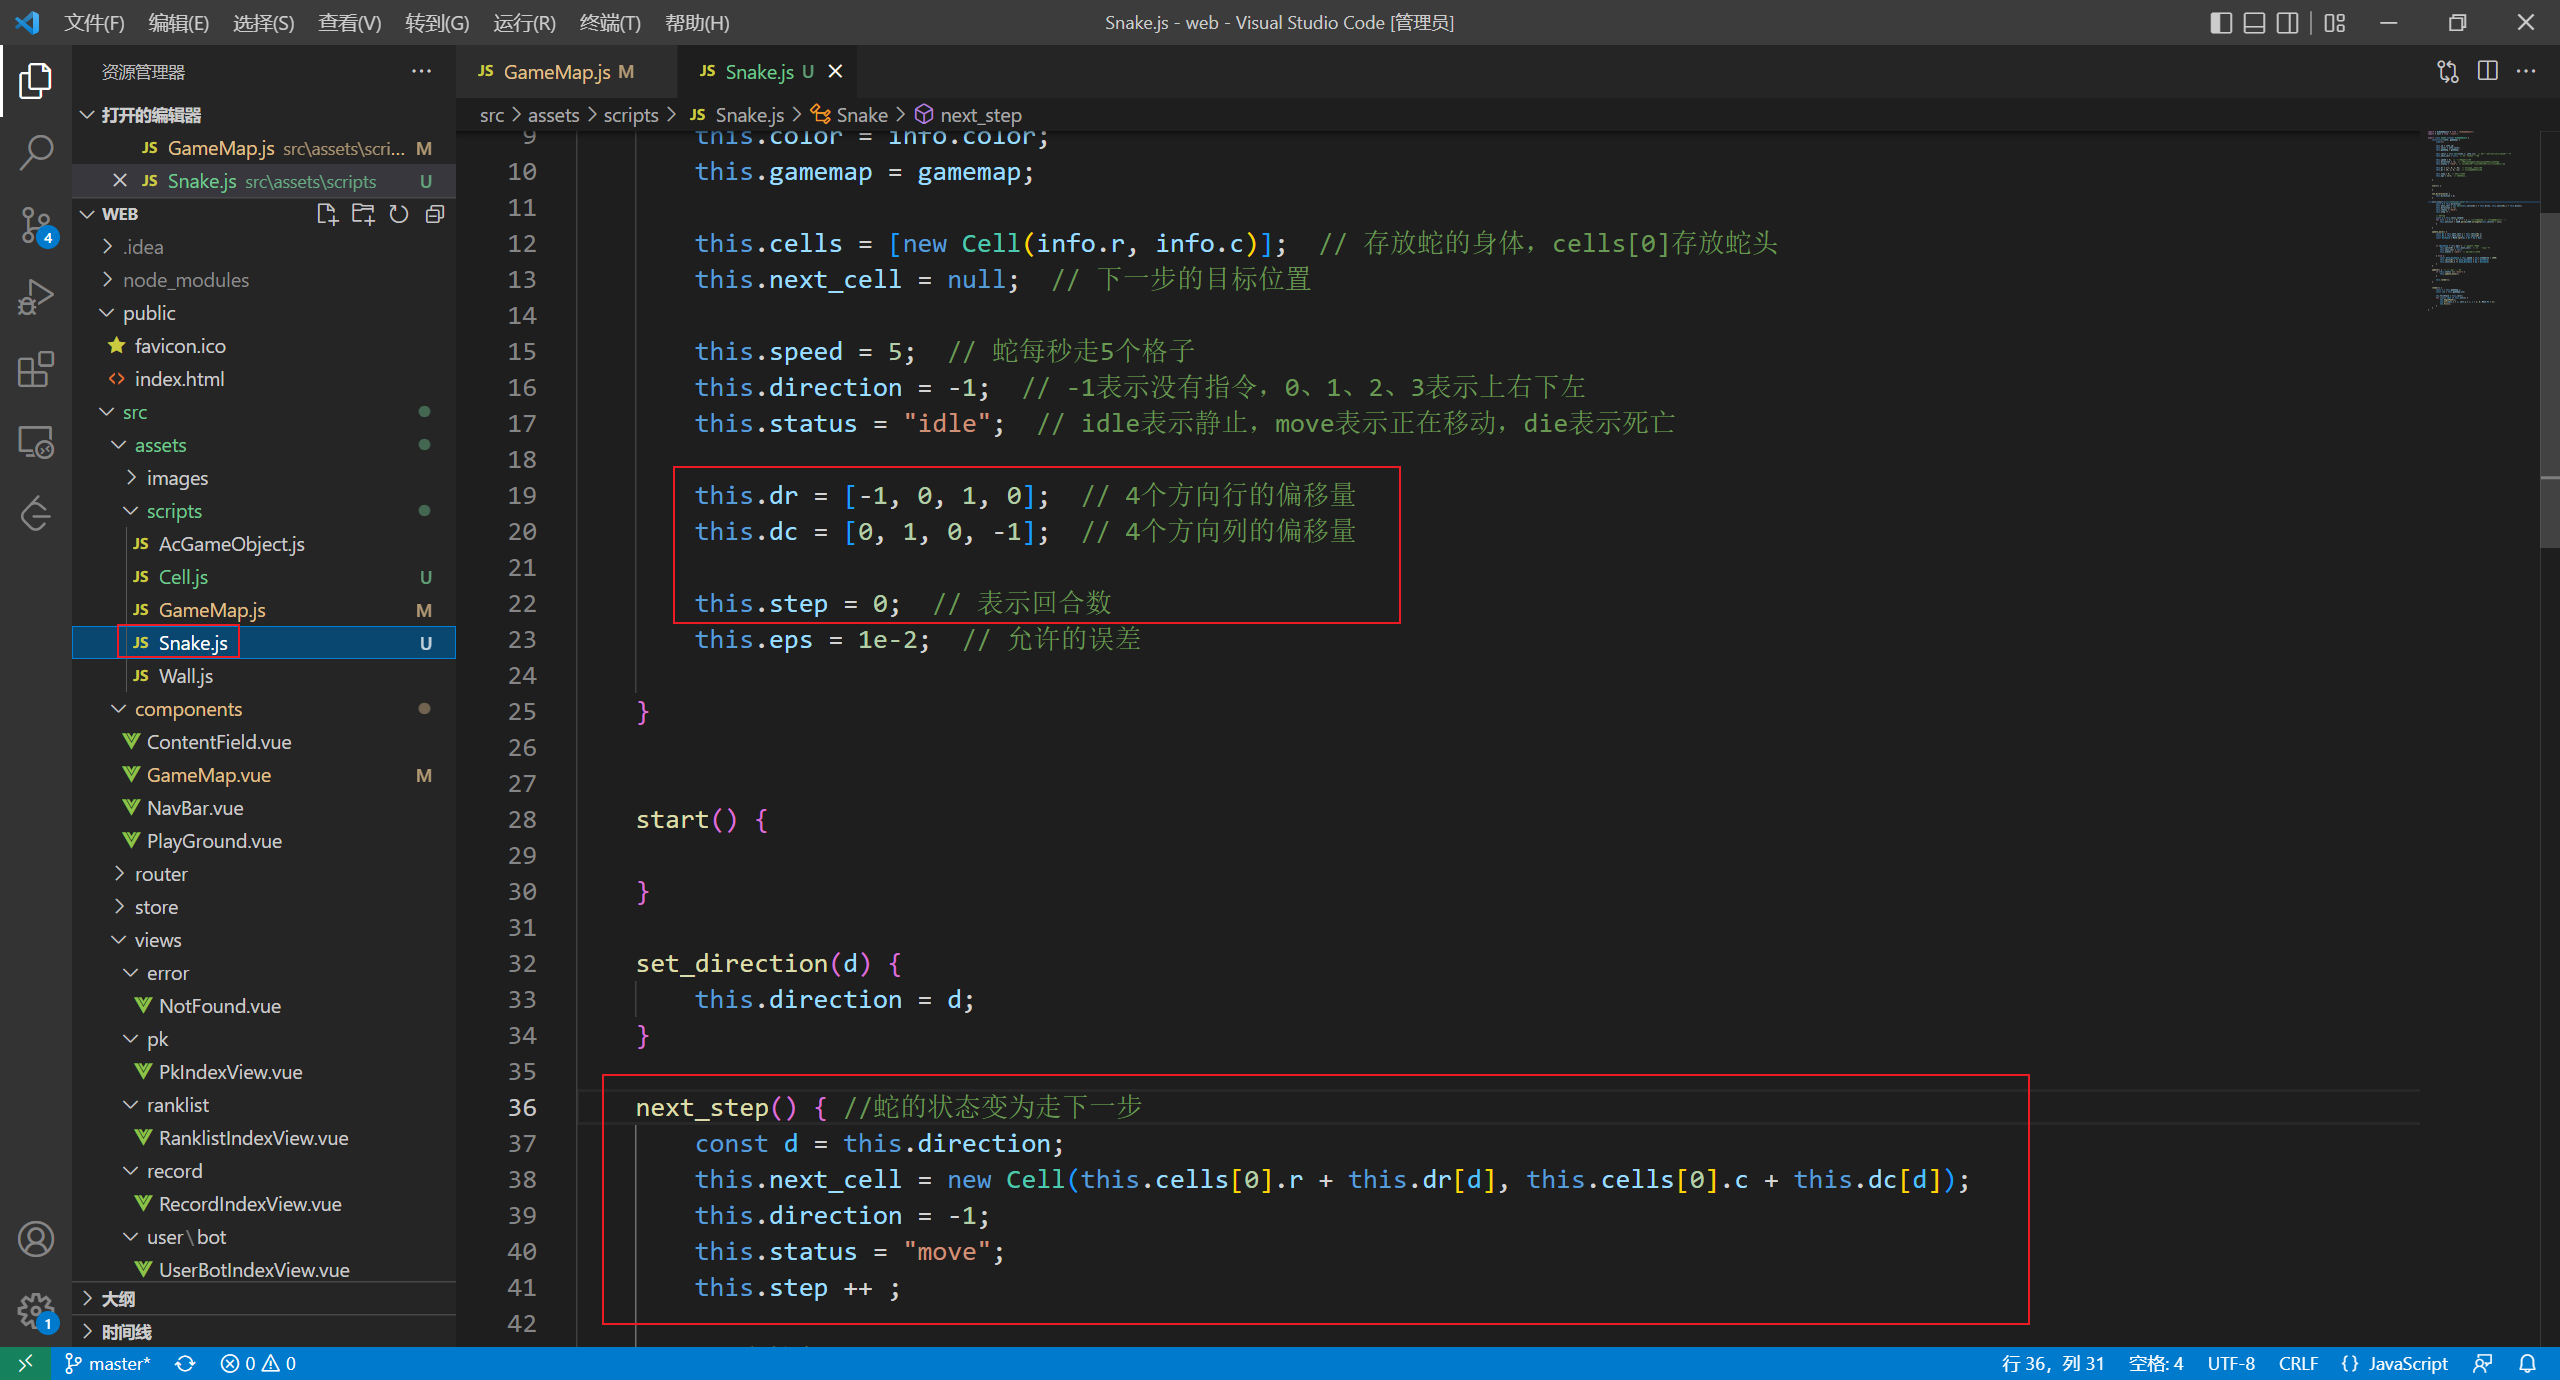 文件(F) 编辑(E) 选择(S) 查看(V) 转到(G) 运行(R) 终端(T) 帮助(H)
Snake.js - web - Visual Studio Code [管理员]
资源管理器
打开的编辑器
JS GameMap.js src\assets\scri... M
JS Snake.js src\assets\scripts U
WEB
.idea
node_modules
public
favicon.ico
index.html
src
assets
images
scripts
JS AcGameObject.js
JS Cell.js U
JS GameMap.js M
JS Snake.js U
JS Wall.js
components
ContentField.vue
GameMap.vue M
NavBar.vue
PlayGround.vue
router
store
views
error
NotFound.vue
pk
PkIndexView.vue
ranklist
RanklistIndexView.vue
record
RecordIndexView.vue
user\bot
UserBotIndexView.vue
大纲
时间线
4
1
JS GameMap.js M
JS Snake.js U
src > assets > scripts > JS Snake.js > Snake > next_step
9 this.color = info.color;
10 this.gamemap = gamemap;
11
12 this.cells = [new Cell(info.r, info.c)]; // 存放蛇的身体，cells[0]存放蛇头
13 this.next_cell = null; // 下一步的目标位置
14
15 this.speed = 5; // 蛇每秒走5个格子
16 this.direction = -1; // -1表示没有指令，0、1、2、3表示上右下左
17 this.status = "idle"; // idle表示静止，move表示正在移动，die表示死亡
18
19 this.dr = [-1, 0, 1, 0]; // 4个方向行的偏移量
20 this.dc = [0, 1, 0, -1]; // 4个方向列的偏移量
21
22 this.step = 0; // 表示回合数
23 this.eps = 1e-2; // 允许的误差
24
25 }
26
27
28 start() {
29
30 }
31
32 set_direction(d) {
33 this.direction = d;
34 }
35
36 next_step() { //蛇的状态变为走下一步
37 const d = this.direction;
38 this.next_cell = new Cell(this.cells[0].r + this.dr[d], this.cells[0].c + this.dc[d]);
39 this.direction = -1;
40 this.status = "move";
41 this.step ++ ;
42
master* 0 0
行 36，列 31 空格: 4 UTF-8 CRLF {} JavaScript